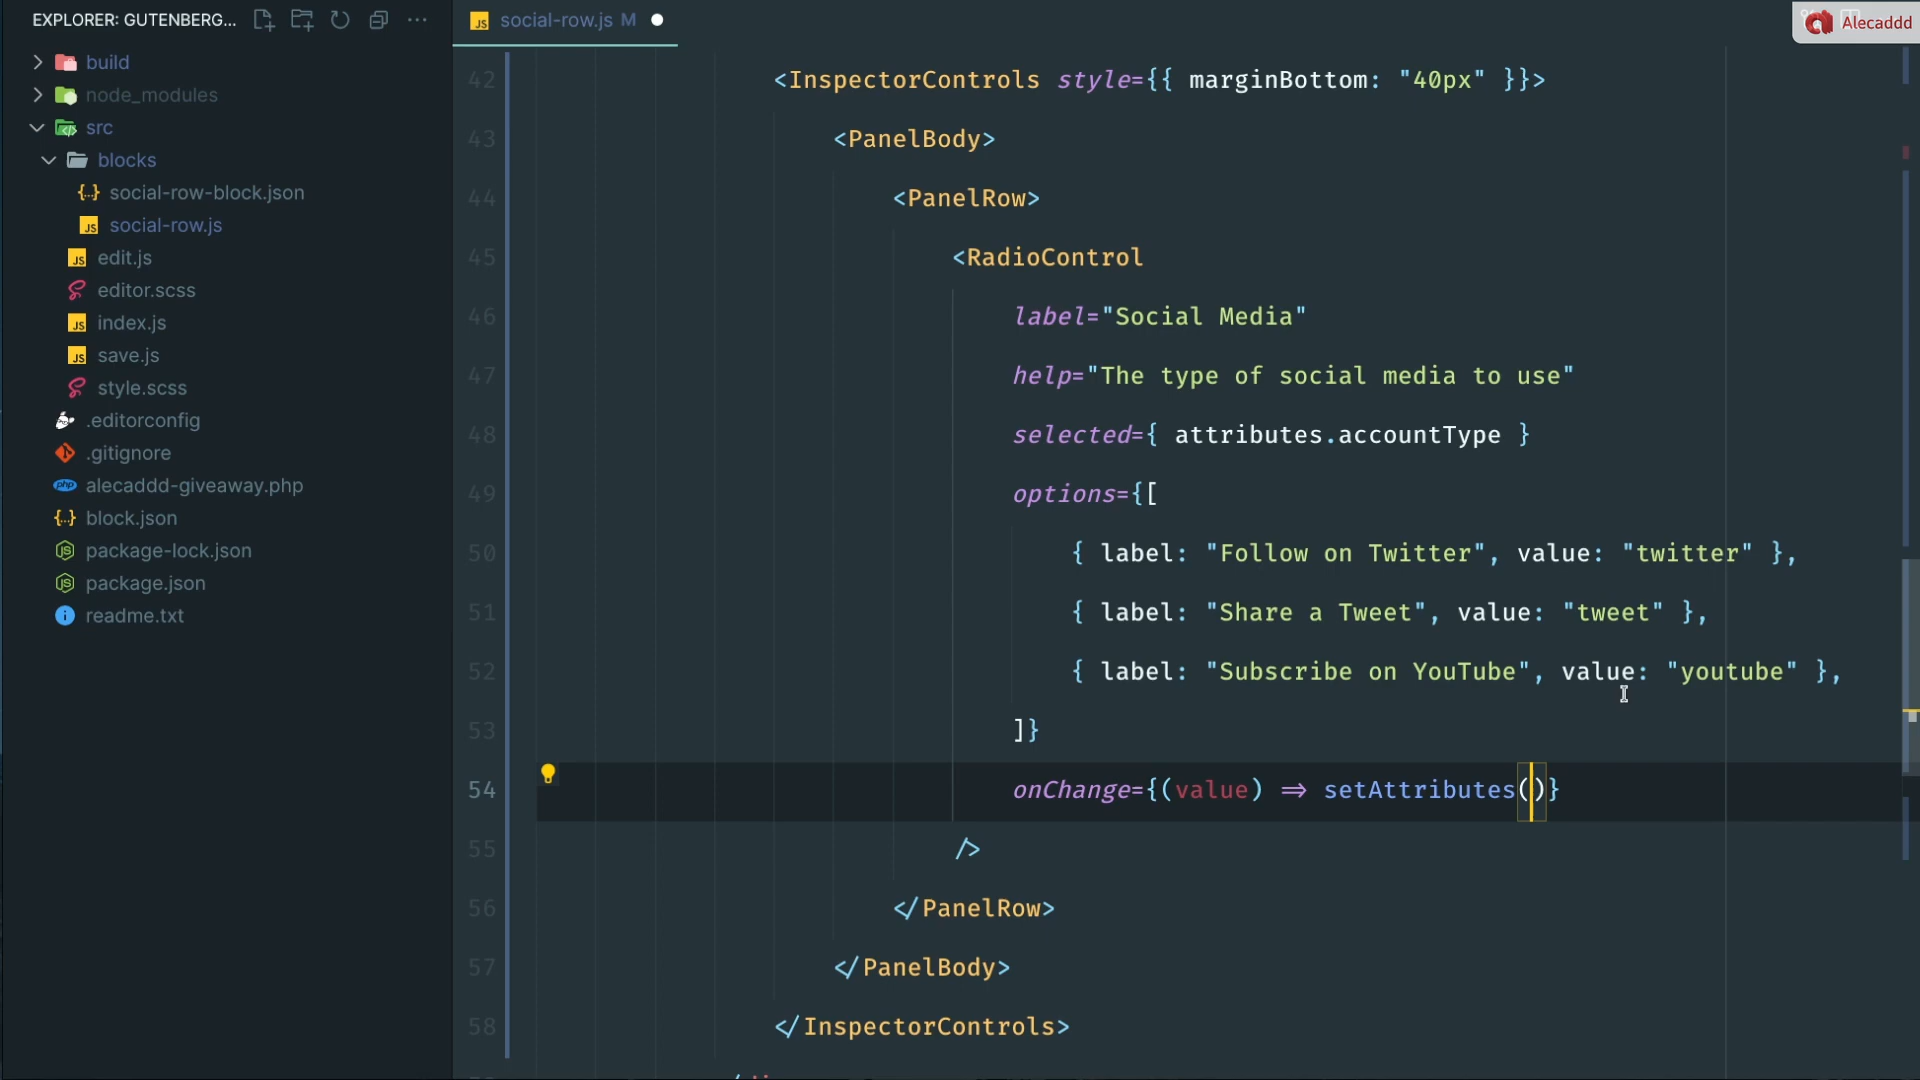 EXPLORER: GUTENBERG...
build
node_modules
src
blocks
social-row-block.json
social-row.js
edit.js
editor.scss
index.js
save.js
style.scss
.editorconfig
.gitignore
alecaddd-giveaway.php
block.json
package-lock.json
package.json
readme.txt
social-row.js M
Alecaddd
42 <InspectorControls style={{ marginBottom: "40px" }}>
43 <PanelBody>
44 <PanelRow>
45 <RadioControl
46 label="Social Media"
47 help="The type of social media to use"
48 selected={ attributes.accountType }
49 options={[
50 { label: "Follow on Twitter", value: "twitter" },
51 { label: "Share a Tweet", value: "tweet" },
52 { label: "Subscribe on YouTube", value: "youtube" },
53 ]}
54 onChange={(value) => setAttributes()}
55 />
56 </PanelRow>
57 </PanelBody>
58 </InspectorControls>